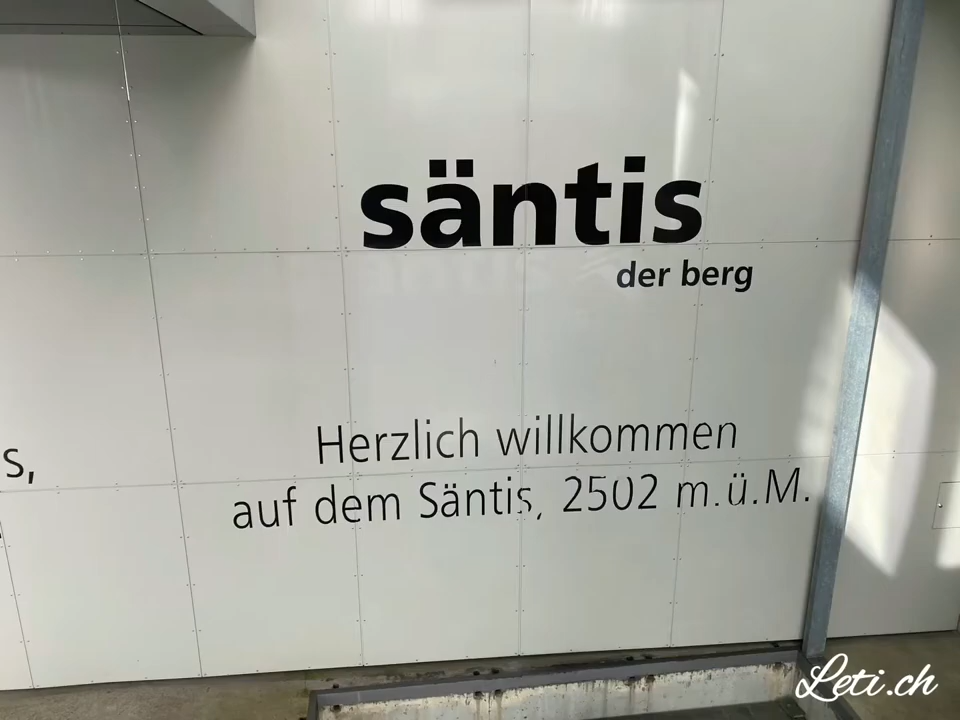 säntis
der berg
s,
Herzlich willkommen
auf dem Säntis, 2502 m.ü.M.
Leti.ch